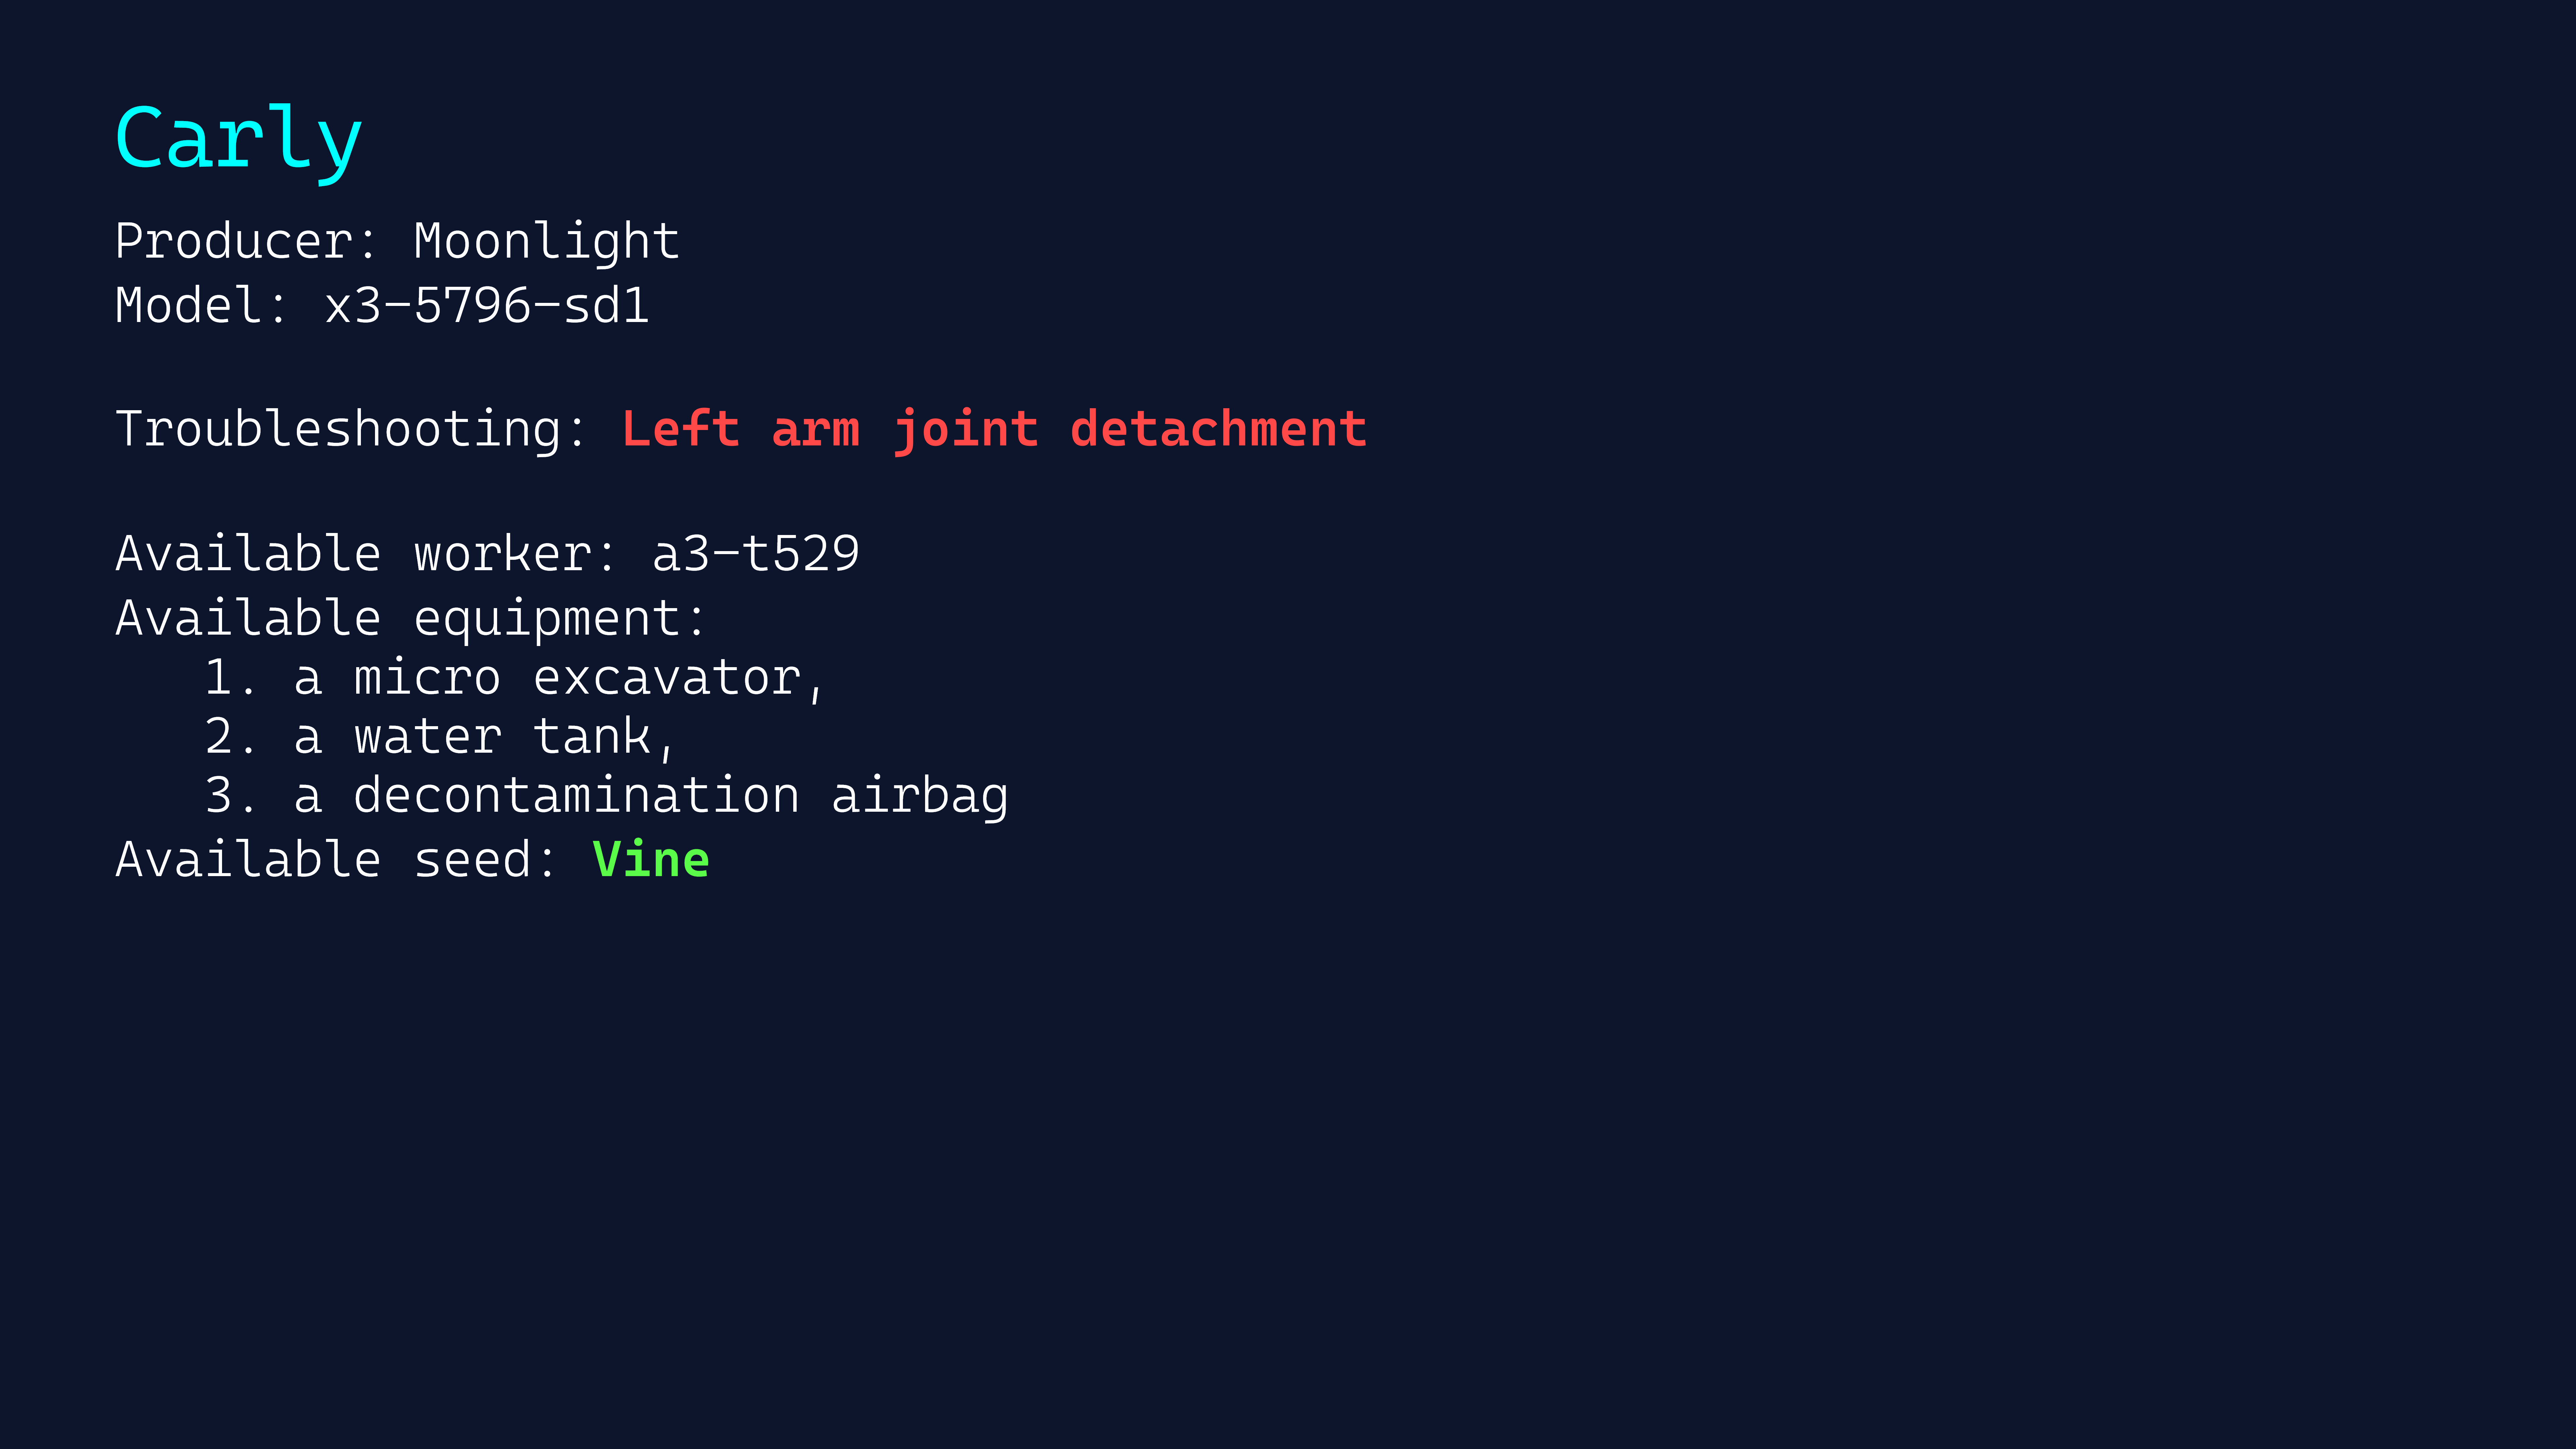 Carly
Producer: Moonlight
Model: x3-5796-sd1
Troubleshooting: Left arm joint detachment
Available worker: a3-t529
Available equipment:
1. a micro excavator,
2. a water tank,
3. a decontamination airbag
Available seed: Vine